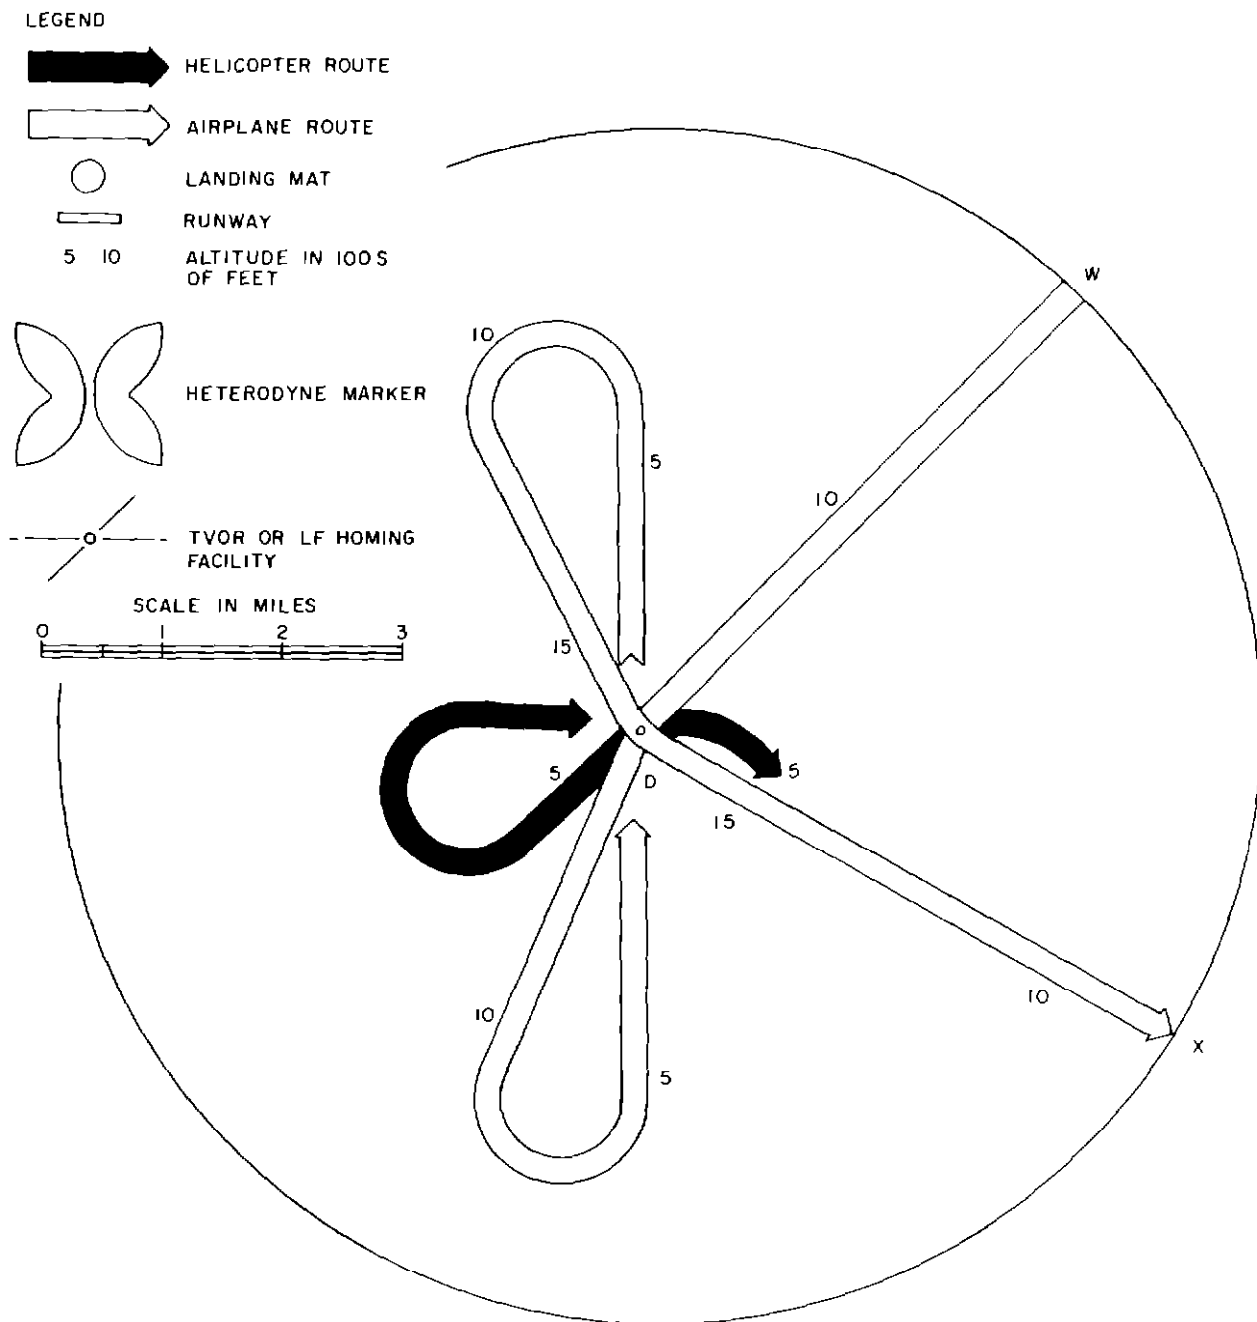 LEGEND
HELICOPTER ROUTE
AIRPLANE ROUTE
LANDING MAT
RUNWAY
5 10
ALTITUDE IN 100S
OF FEET
HETERODYNE MARKER
TVOR OR LF HOMING
FACILITY
SCALE IN MILES
0 1 2 3
W
10
5
10
15
5
D
5
15
10
10
5
X